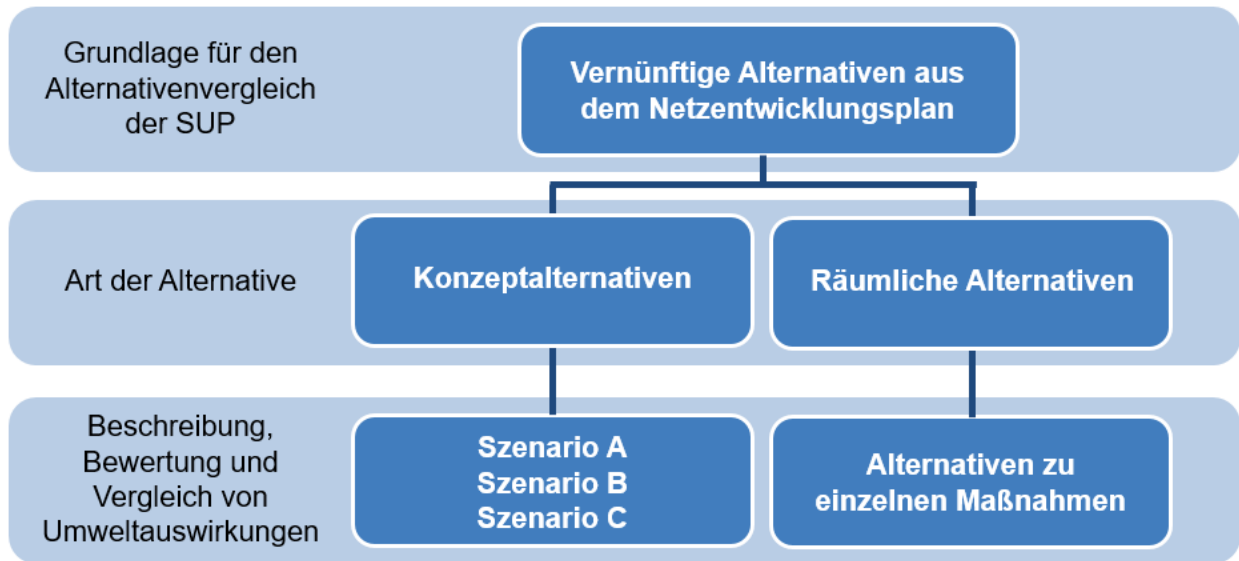 Grundlage für den
Alternativenvergleich
der SUP
Vernünftige Alternativen aus
dem Netzentwicklungsplan
Art der Alternative
Konzeptalternativen
Räumliche Alternativen
Beschreibung,
Bewertung und
Vergleich von
Umweltauswirkungen
Szenario A
Szenario B
Szenario C
Alternativen zu
einzelnen Maßnahmen